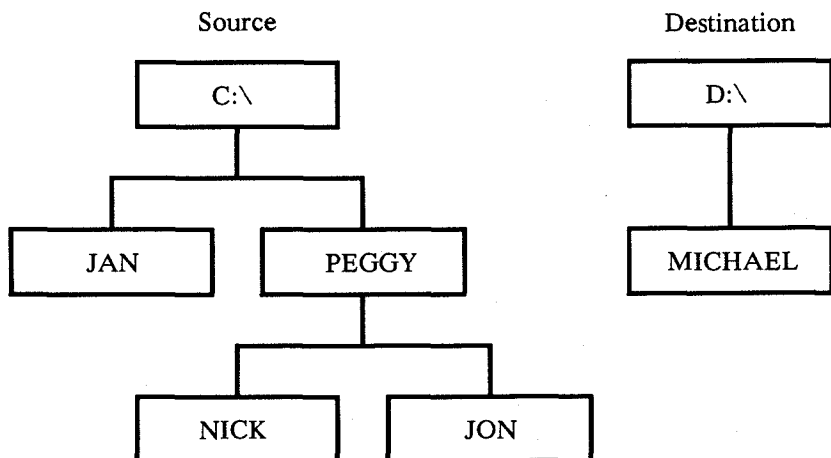 Source Destination
C:\ D:\
JAN PEGGY MICHAEL
NICK JON